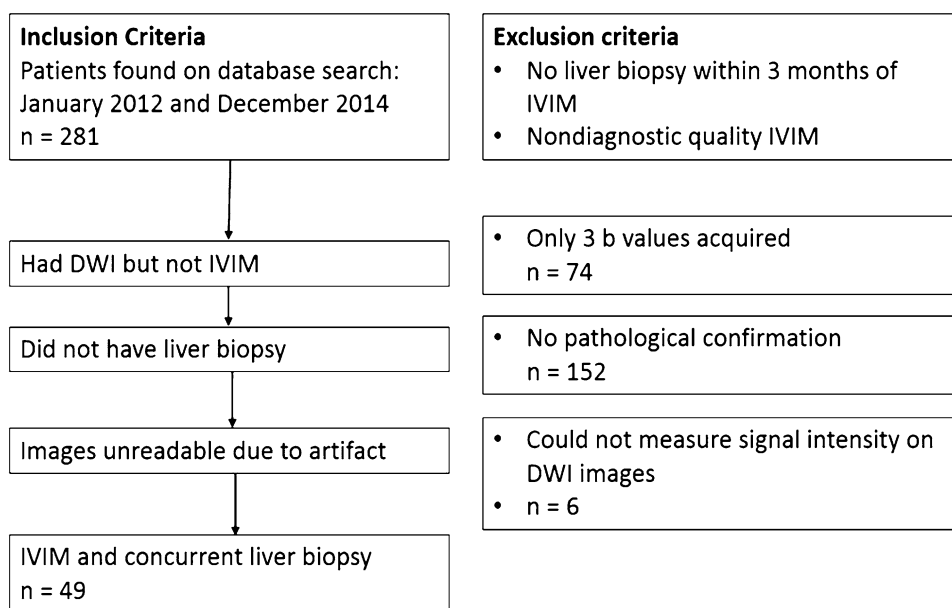 Inclusion Criteria
Patients found on database search:
January 2012 and December 2014
n = 281
Exclusion criteria
• No liver biopsy within 3 months of
IVIM
• Nondiagnostic quality IVIM
Had DWI but not IVIM
• Only 3 b values acquired
n = 74
Did not have liver biopsy
• No pathological confirmation
n = 152
Images unreadable due to artifact
• Could not measure signal intensity on
DWI images
• n = 6
IVIM and concurrent liver biopsy
n = 49